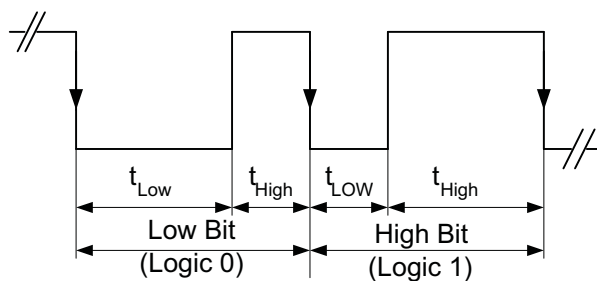 tLow tHigh tLOW tHigh
Low Bit High Bit
(Logic 0) (Logic 1)